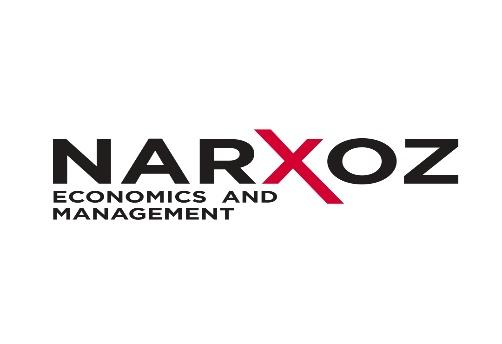 NARXOZ
ECONOMICS AND
MANAGEMENT